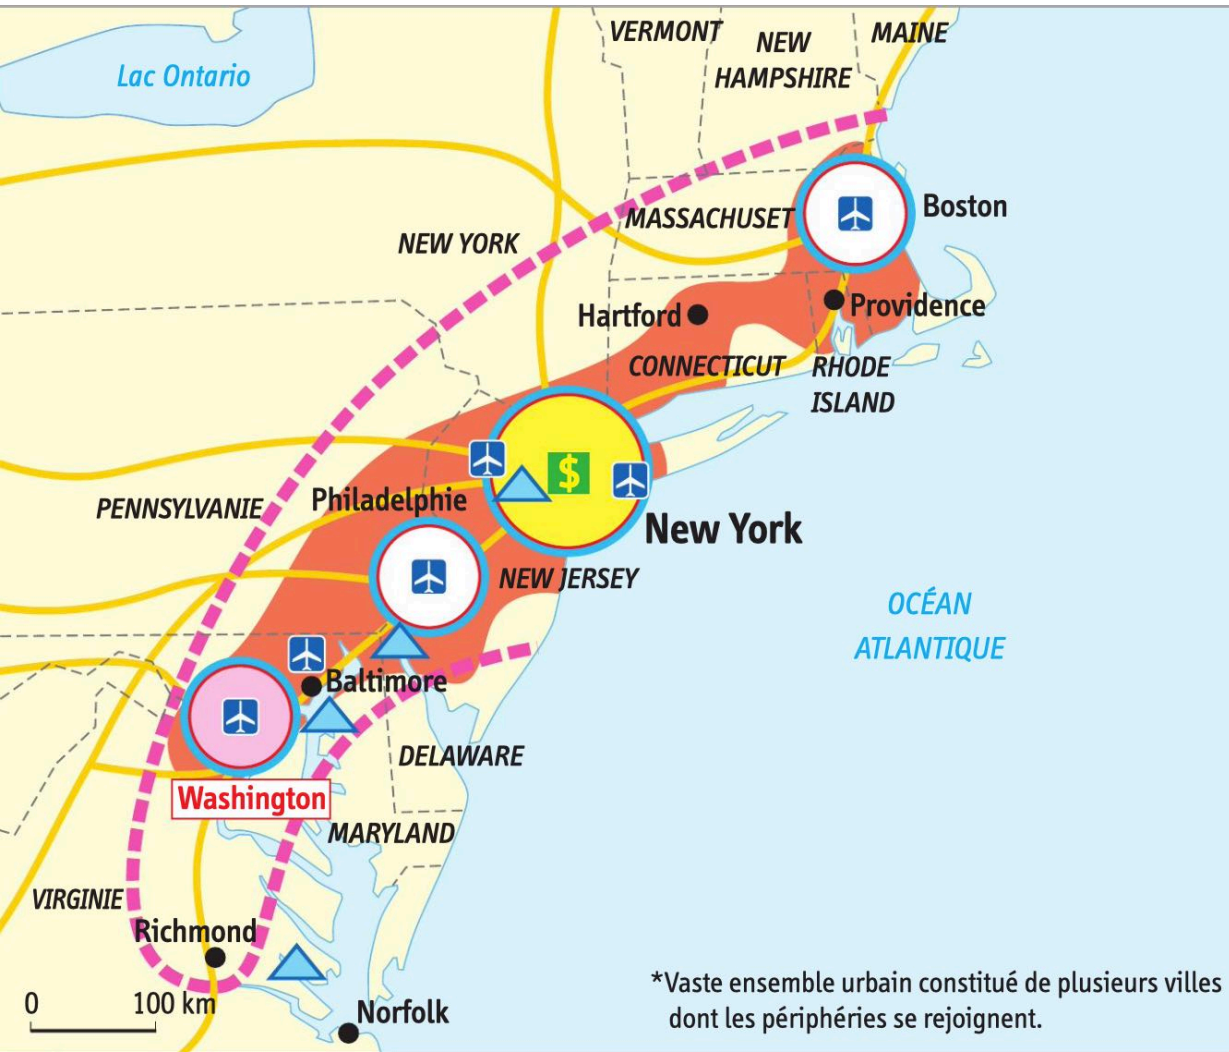 VERMONT
NEW
HAMPSHIRE
MAINE
Lac Ontario
Boston
MASSACHUSET
NEW YORK
Hartford
Providence
CONNECTICUT
RHODE
ISLAND
PENNSYLVANIE
Philadelphie
$
New York
NEW JERSEY
OCÉAN
ATLANTIQUE
Baltimore
DELAWARE
Washington
MARYLAND
VIRGINIE
Richmond
0 100 km
Norfolk
*Vaste ensemble urbain constitué de plusieurs villes
dont les périphéries se rejoignent.